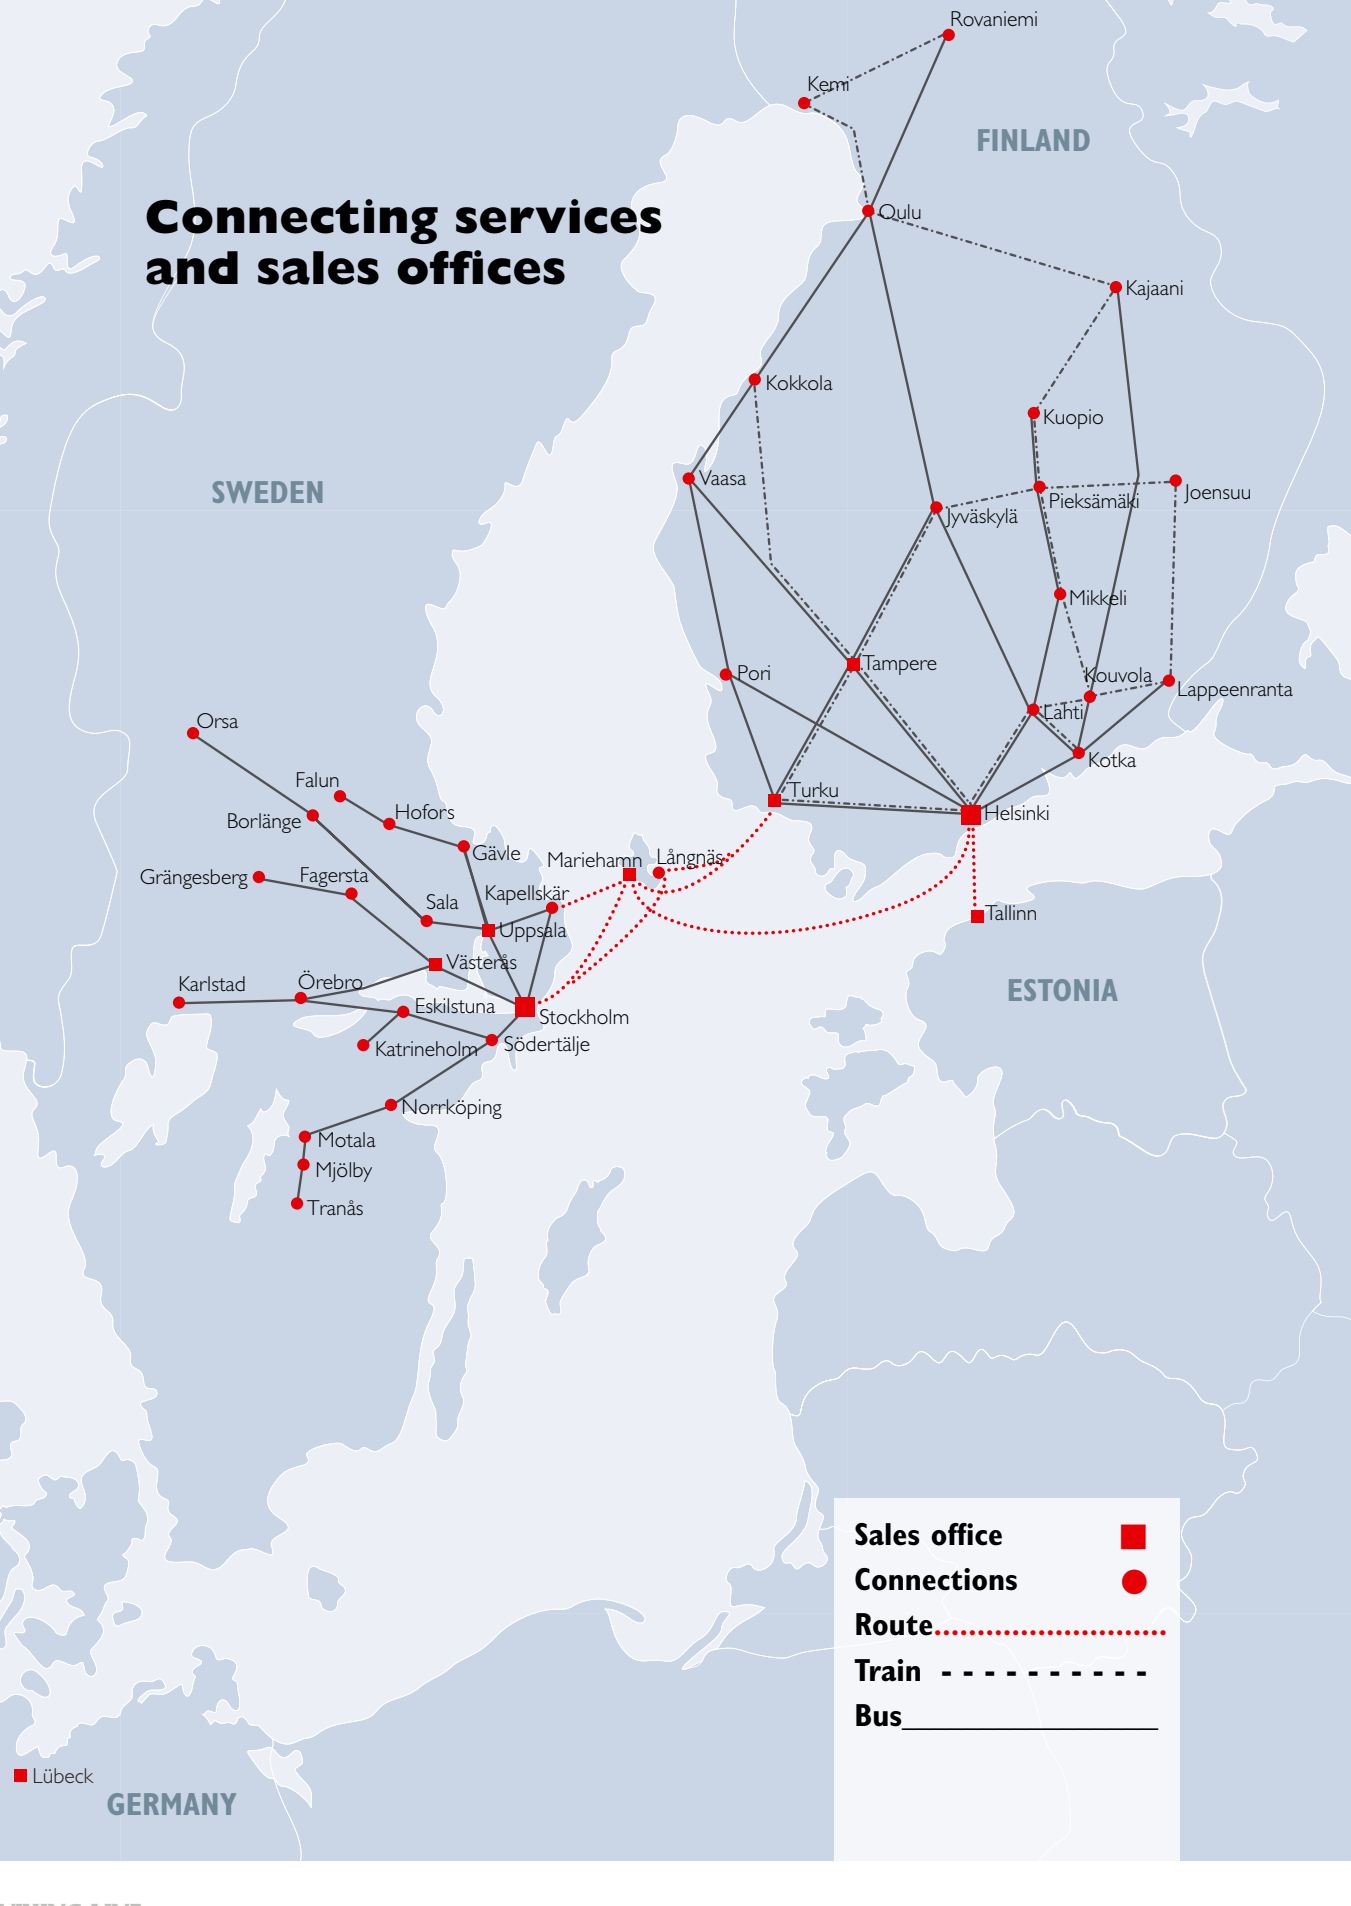 Rovaniemi
Kemi
FINLAND
Connecting services
and sales offices
Oulu
Kajaani
Kokkola
Kuopio
SWEDEN
Vaasa
Joensuu
Pieksämäki
Jyväskylä
Mikkeli
Tampere
Pori
Kouvola
Lappeenranta
Lahti
Orsa
Kotka
Falun
Turku
Hofors
Helsinki
Borlänge
Gävle
Mariehamn
Långnäs
Grängesberg
Fagersta
Kapellskär
Sala
Tallinn
Uppsala
Västerås
Karlstad
Örebro
ESTONIA
Eskilstuna
Stockholm
Katrineholm
Södertälje
Norrköping
Motala
Mjölby
Tranås
Sales office
Connections
Route
Train
Bus
Lübeck
GERMANY